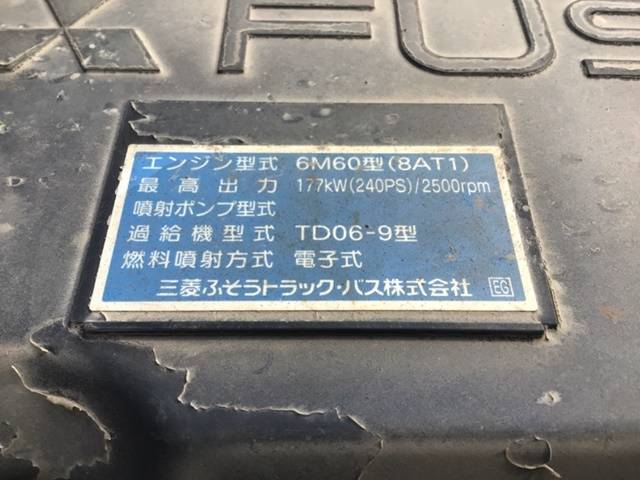 FUS
エンジン型式 6M60型(8AT1)
最高出力 177kW(240PS)/2500rpm
噴射ポンプ型式
過給機型式 TD06-9型
燃料噴射方式 電子式
三菱ふそうトラック・バス株式会社 EG